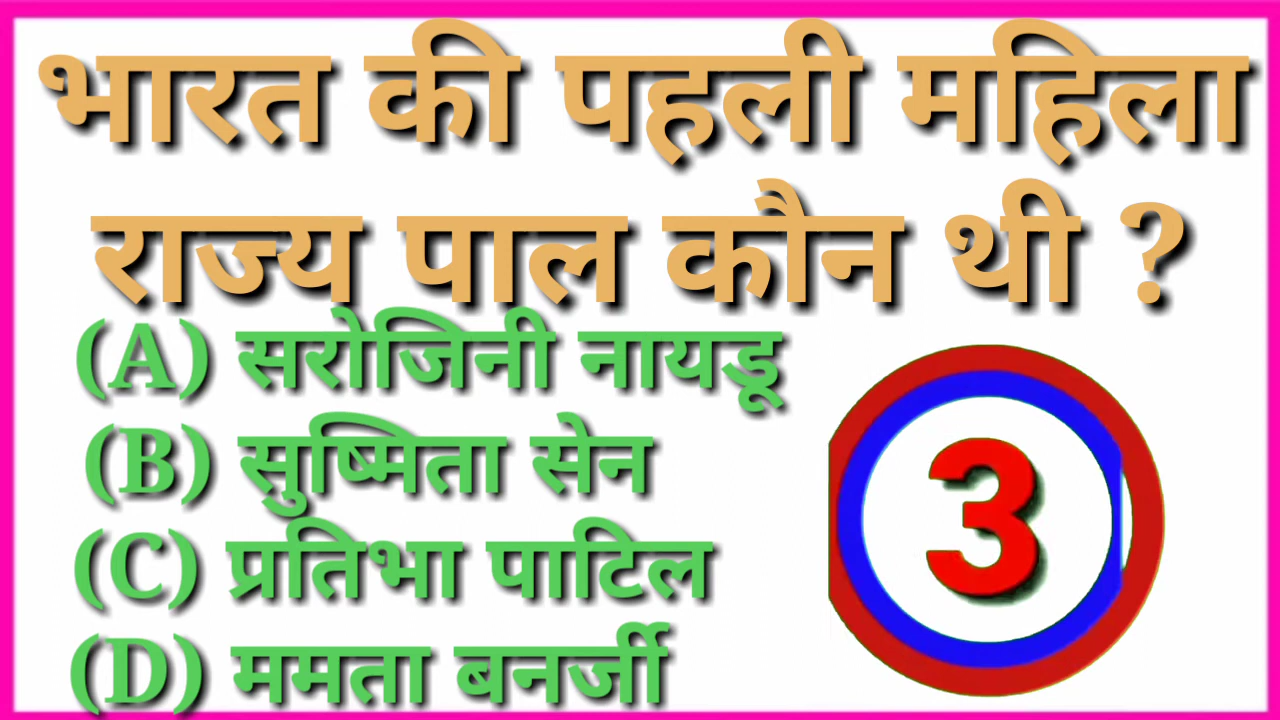 भारत की पहली महिला
राज्य पाल कौन थी ?
(A) सरोजिनी नायडू
(B) सुष्मिता सेन
(C) प्रतिभा पाटिल
(D) ममता बनर्जी
3